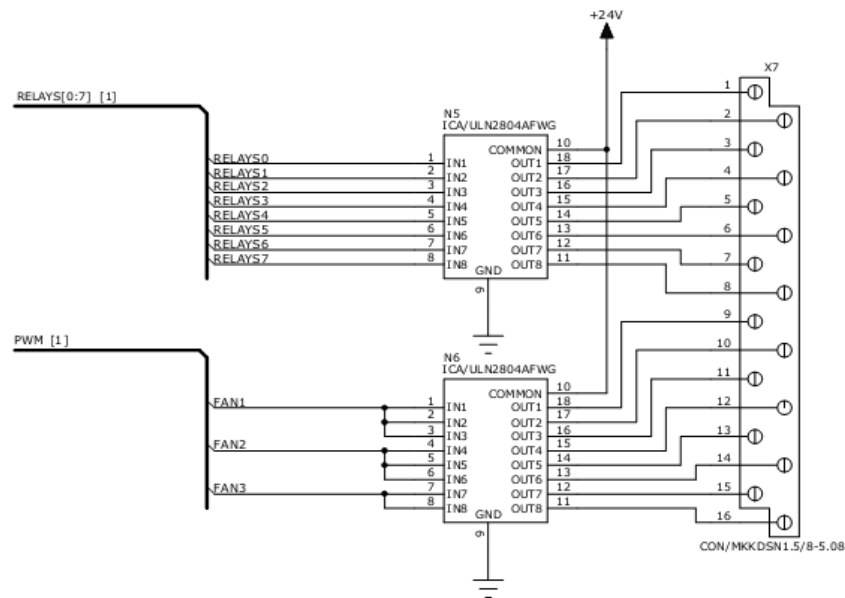 +24V
X7
RELAYS[0:7] [1]
N5
ICA/ULN2804AFWG
COMMON 10
RELAYS0 1 IN1 OUT1 18
RELAYS1 2 IN2 OUT2 17
RELAYS2 3 IN3 OUT3 16
RELAYS3 4 IN4 OUT4 15
RELAYS4 5 IN5 OUT5 14
RELAYS5 6 IN6 OUT6 13
RELAYS6 7 IN7 OUT7 12
RELAYS7 8 IN8 OUT8 11
GND
9
1
2
3
4
5
6
7
8
9
10
11
12
13
14
15
16
PWM [1]
N6
ICA/ULN2804AFWG
COMMON 10
FAN1 1 IN1 OUT1 18
2 IN2 OUT2 17
3 IN3 OUT3 16
FAN2 4 IN4 OUT4 15
5 IN5 OUT5 14
6 IN6 OUT6 13
FAN3 7 IN7 OUT7 12
8 IN8 OUT8 11
GND
9
CON/MKKDSN1.5/8-5.08